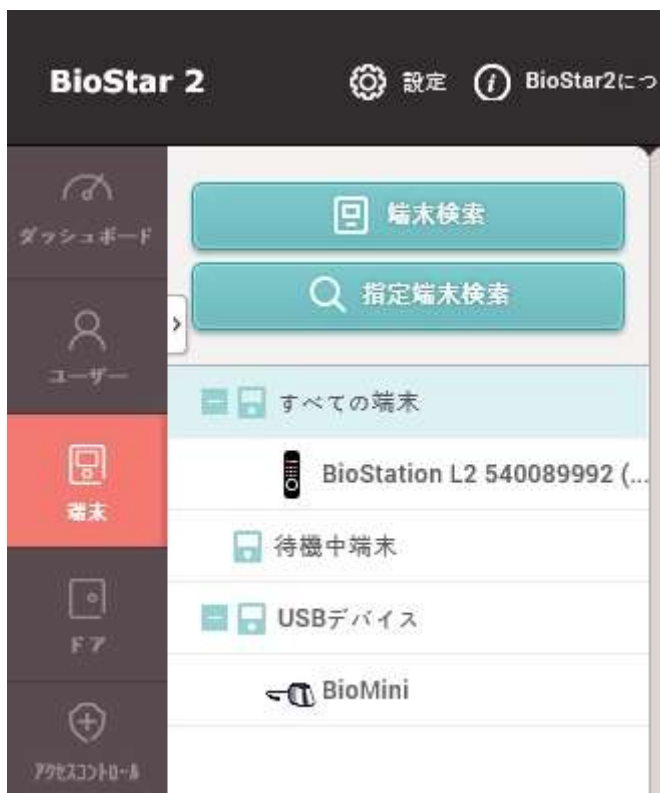 BioStar 2
設定
BioStar2につ
ダッシュボード
端末検索
指定端末検索
ユーザー
すべての端末
BioStation L2 540089992 (...
端末
待機中端末
USBデバイス
ドア
BioMini
アクセスコントロール